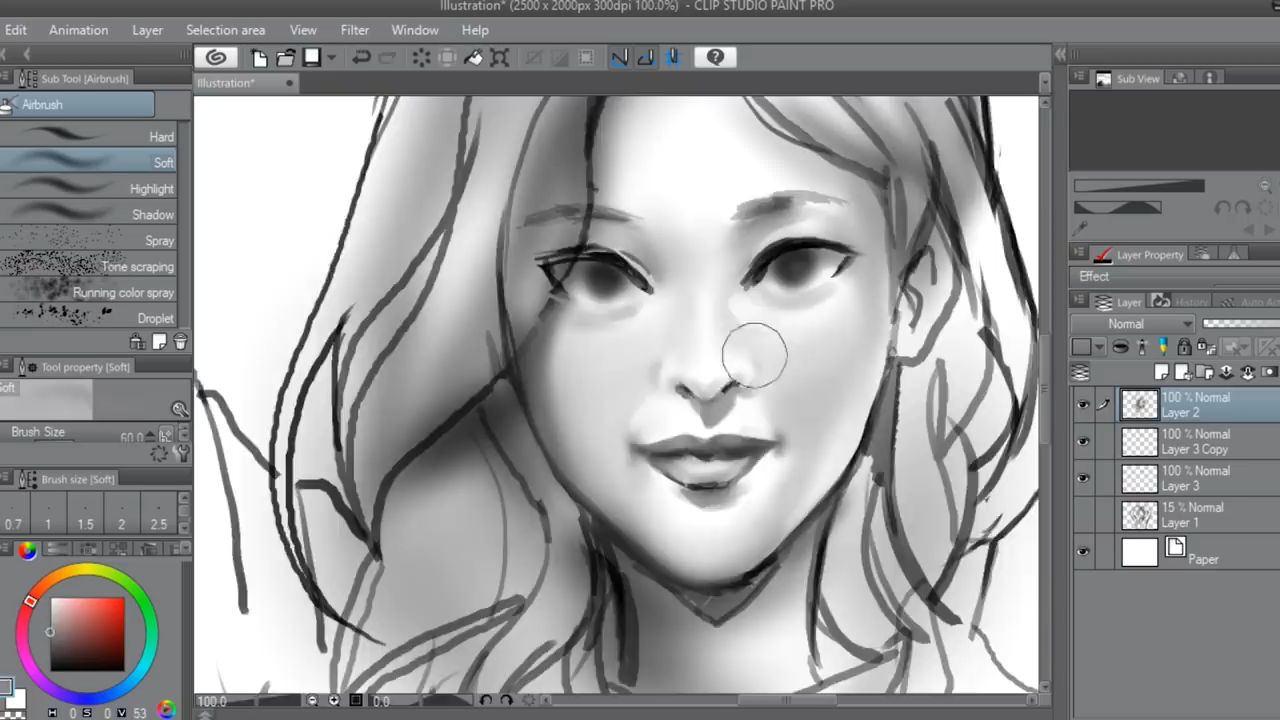 Illustration* (2500 x 2000px 300dpi 100.0%) - CLIP STUDIO PAINT PRO
Edit Animation Layer Selection area View Filter Window Help
Sub Tool [Airbrush]
Illustration*
Sub View
Airbrush
Hard
Soft
Highlight
Shadow
Spray
Tone scraping
Running color spray
Droplet
Layer Property
Effect
Layer
History
Auto A
Normal
Tool property [Soft]
Soft
Brush Size 60.0
Brush size [Soft]
0.7 1 1.5 2 2.5
100 % Normal
Layer 2
100 % Normal
Layer 3 Copy
100 % Normal
Layer 3
15 % Normal
Layer 1
Paper
100.0 0.0
H 0 S 0 V 53